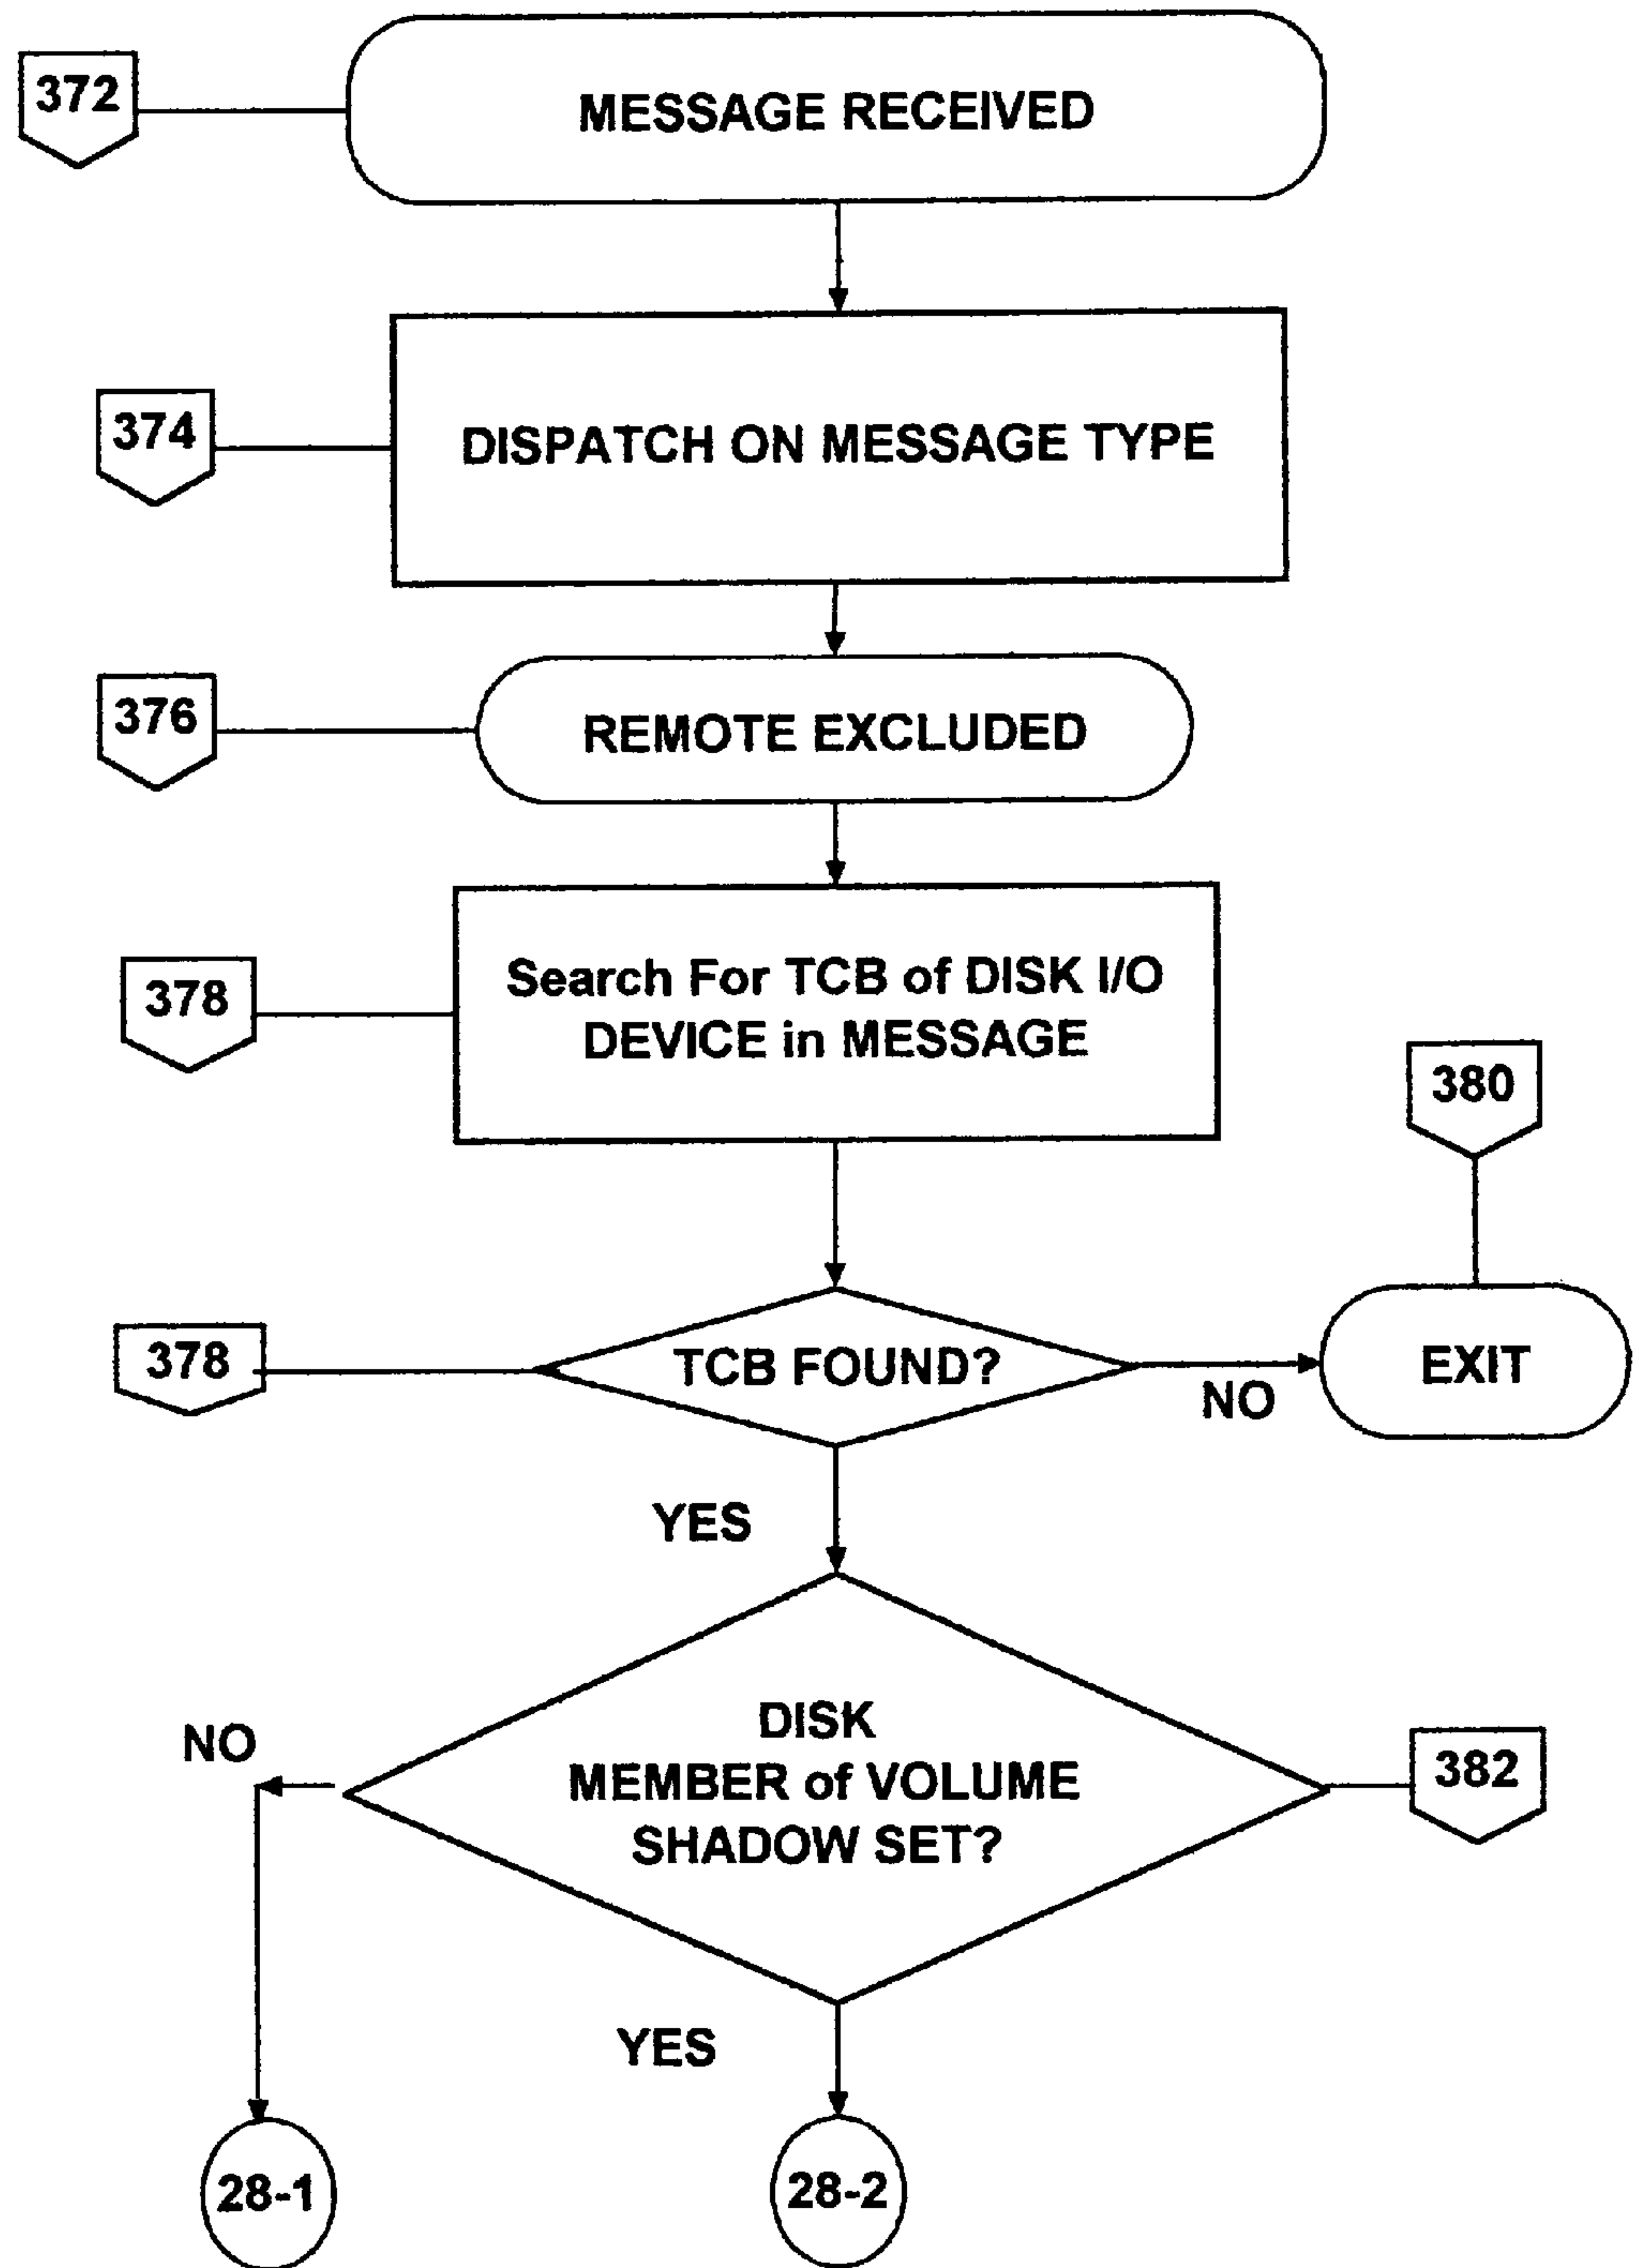 372
MESSAGE RECEIVED
374
DISPATCH ON MESSAGE TYPE
376
REMOTE EXCLUDED
378
Search For TCB of DISK I/O
DEVICE in MESSAGE
380
378
TCB FOUND?
NO
EXIT
YES
DISK
MEMBER of VOLUME
SHADOW SET?
NO
382
YES
28-1
28-2